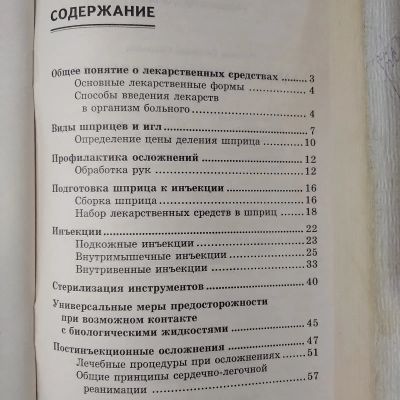 СОДЕРЖАНИЕ
Общее понятие о лекарственных средствах ......... 3
Основные лекарственные формы ......... 4
Способы введения лекарств
в организм больного ......... 4
Виды шприцев и игл ......... 7
Определение цены деления шприца ......... 10
Профилактика осложнений ......... 12
Обработка рук ......... 12
Подготовка шприца к инъекции ......... 16
Сборка шприца ......... 16
Набор лекарственных средств в шприц ......... 18
Инъекции ......... 22
Подкожные инъекции ......... 23
Внутримышечные инъекции ......... 25
Внутривенные инъекции ......... 33
Стерилизация инструментов ......... 40
Универсальные меры предосторожности
при возможном контакте
с биологическими жидкостями ......... 45
Постинъекционные осложнения ......... 47
Лечебные процедуры при осложнениях ......... 51
Общие принципы сердечно-легочной
реанимации ......... 57